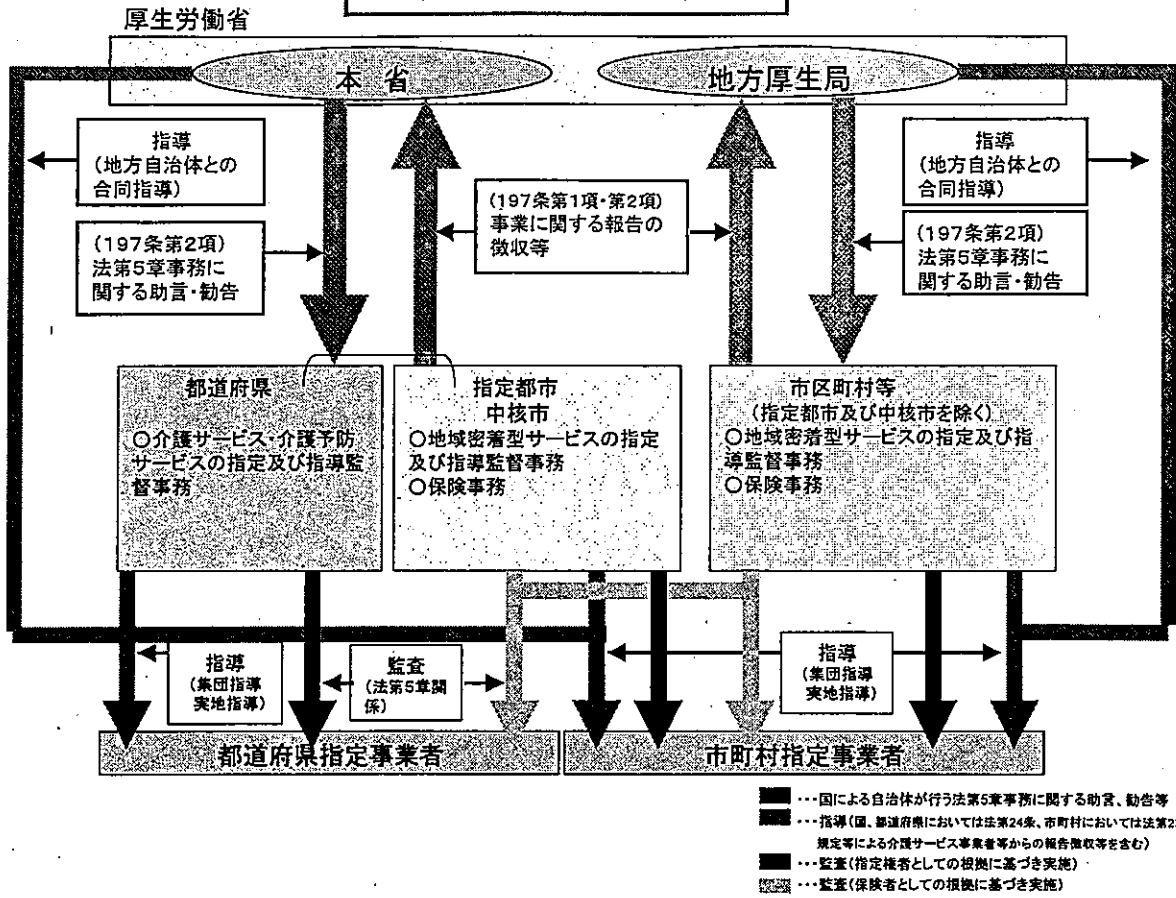 厚生労働省
本 省
地方厚生局
指導
(地方自治体との
合同指導)
(197条第2項)
法第5章事務に
関する助言・勧告
(197条第1項・第2項)
事業に関する報告の
徴収等
指導
(地方自治体との
合同指導)
(197条第2項)
法第5章事務に
関する助言・勧告
都道府県
○介護サービス・介護予防
サービスの指定及び指導監
督事務
指定都市
中核市
○地域密着型サービスの指定
及び指導監督事務
○保険事務
市区町村等
(指定都市及び中核市を除く)
○地域密着型サービスの指定及び指
導監督事務
○保険事務
指導
(集団指導
実地指導)
監査
(法第5章関
係)
指導
(集団指導
実地指導)
都道府県指定事業者
市町村指定事業者
・・・国による自治体が行う法第5章事務に関する助言、勧告等
・・・指導(国、都道府県においては法第24条、市町村においては法第2
規定等による介護サービス事業者等からの報告徴収等を含む)
・・・監査(指定権者としての根拠に基づき実施)
・・・監査(保険者としての根拠に基づき実施)